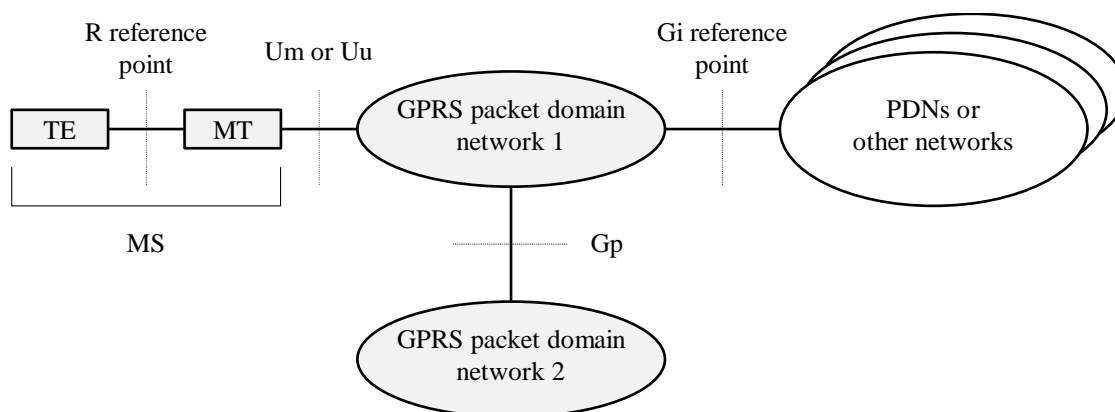 R reference
point
Um or Uu
Gi reference
point
TE
MT
GPRS packet domain
network 1
PDNs or
other networks
MS
Gp
GPRS packet domain
network 2